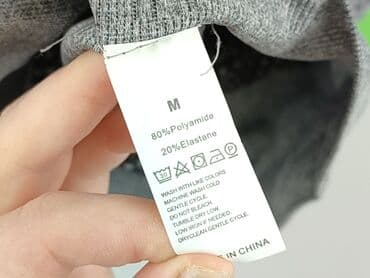 M
80%Polyamide
20%Elastane
WASH WITH LIKE COLORS
MACHINE WASH COLD
GENTLE CYCLE.
DO NOT BLEACH.
TUMBLE DRY LOW.
LOW IRON IF NEEDED.
DRYCLEAN GENTLE CYCLE.
IN CHINA